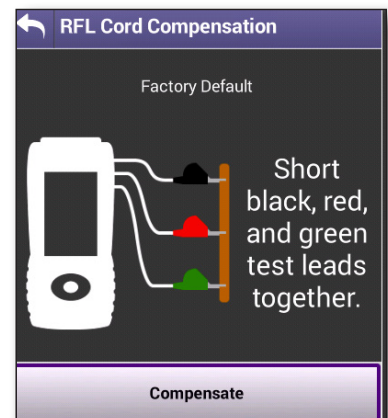 RFL Cord Compensation
Factory Default
Short
black, red,
and green
test leads
together.
Compensate